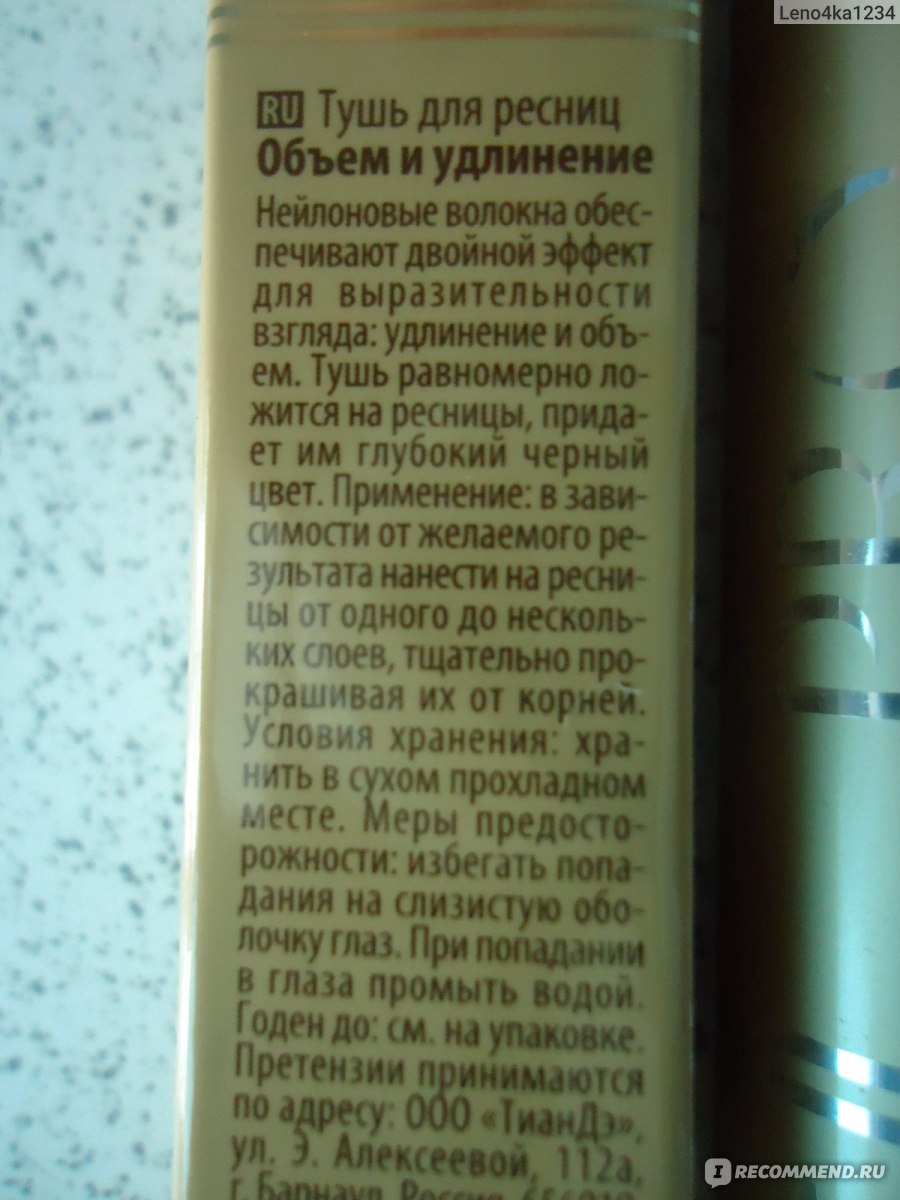 Leno4ka1234
RU Тушь для ресниц
Объем и удлинение
Нейлоновые волокна обес-
печивают двойной эффект
для выразительности
взгляда: удлинение и объ-
ем. Тушь равномерно ло-
жится на ресницы, прида-
ет им глубокий черный
цвет. Применение: в зави-
симости от желаемого ре-
зультата нанести на ресни-
цы от одного до несколь-
ких слоев, тщательно про-
крашивая их от корней.
Условия хранения: хра-
нить в сухом прохладном
месте. Меры предосто-
рожности: избегать попа-
дания на слизистую обо-
лочку глаз. При попадании
в глаза промыть водой.
Годен до: см. на упаковке.
Претензии принимаются
по адресу: ООО «ТианДэ»,
ул. Э. Алексеевой, 112а,
г. Барнаул, Россия,
IRECOMMEND.RU